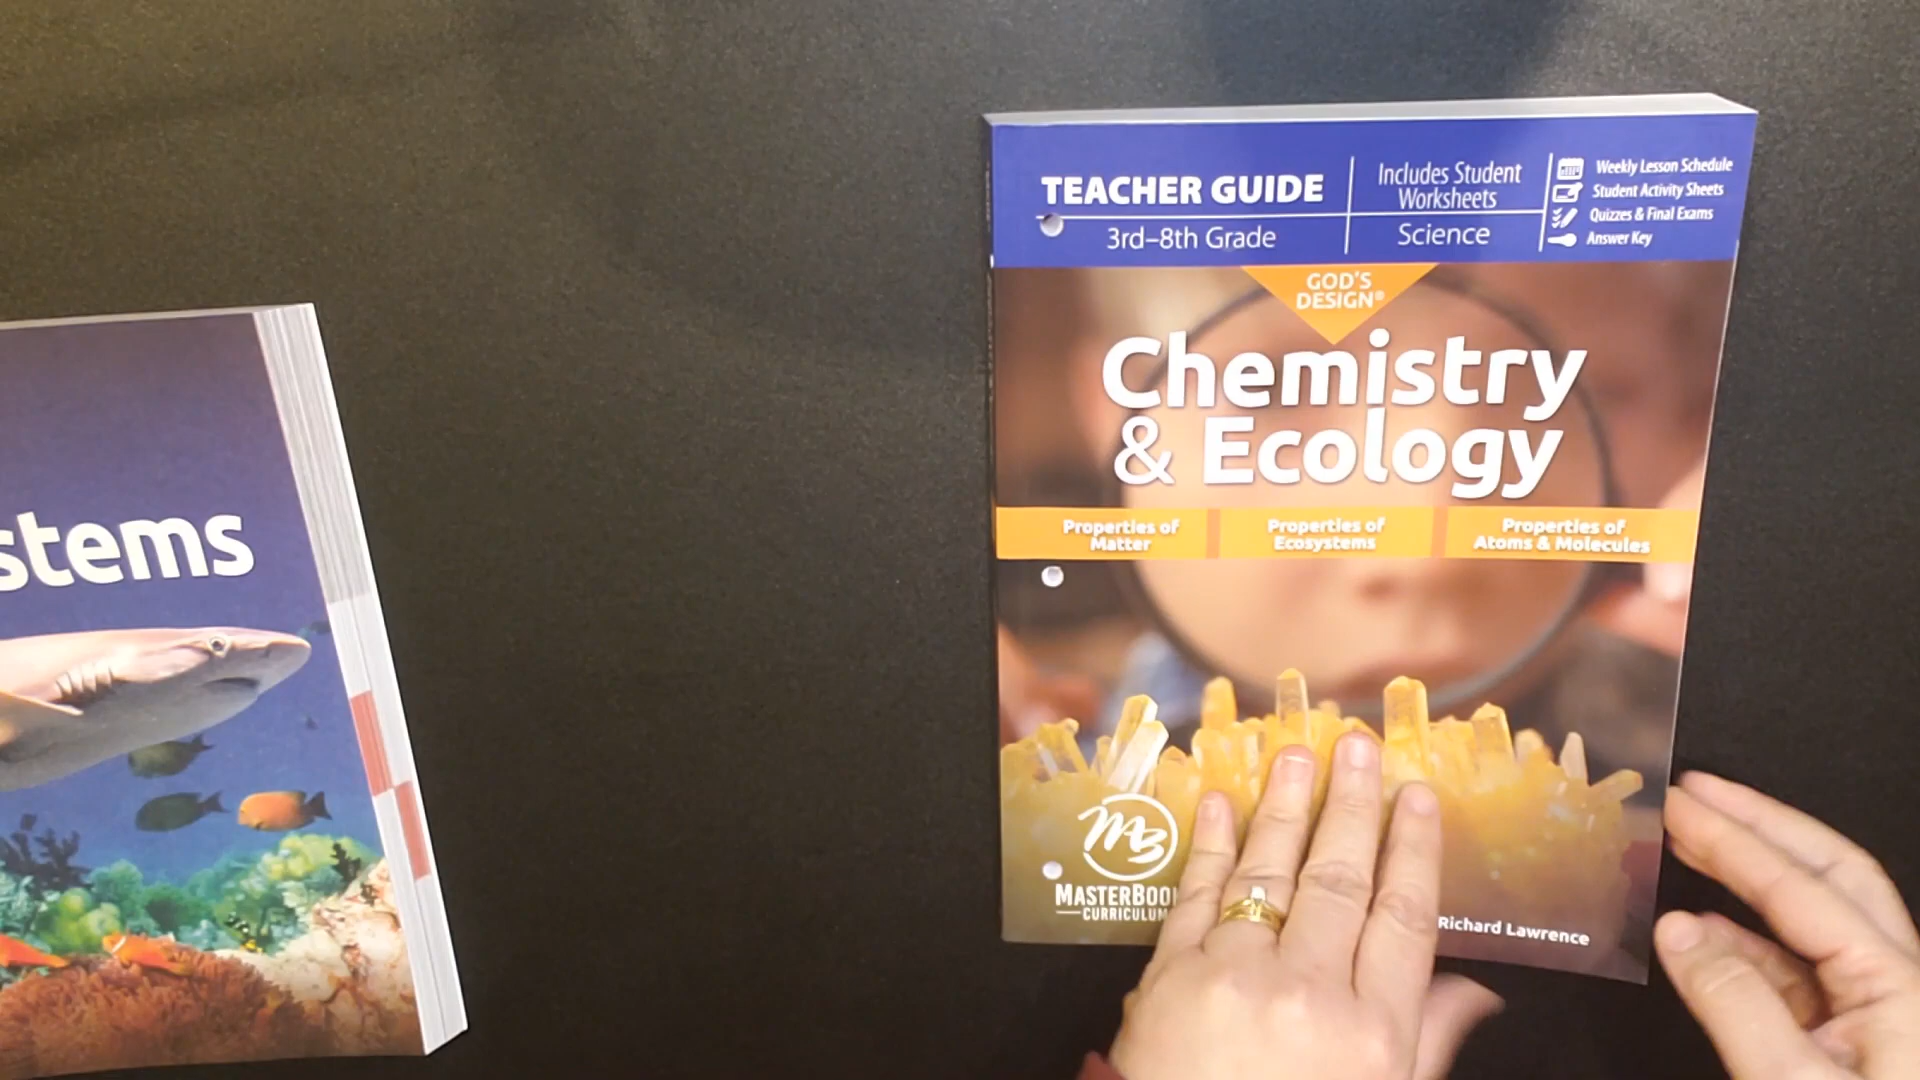 stems
TEACHER GUIDE
3rd–8th Grade
Includes Student
Worksheets
Science
Weekly Lesson Schedule
Student Activity Sheets
Quizzes & Final Exams
Answer Key
GOD'S
DESIGN®
Chemistry
& Ecology
Properties of
Matter
Properties of
Ecosystems
Properties of
Atoms & Molecules
MB
MASTERBOO
CURRICULUM
Richard Lawrence